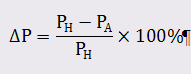 ΔP = (P_H − P_A) / P_H × 100%¶